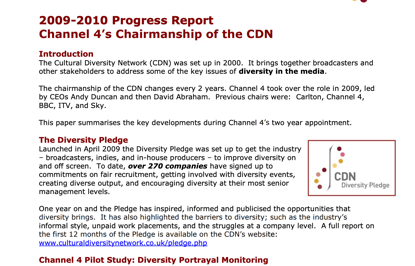 2009-2010 Progress Report
Channel 4's Chairmanship of the CDN
Introduction
The Cultural Diversity Network (CDN) was set up in 2000. It brings together broadcasters and
other stakeholders to address some of the key issues of diversity in the media.
The chairmanship of the CDN changes every 2 years. Channel 4 took over the role in 2009, led
by CEOs Andy Duncan and then David Abraham. Previous chairs were: Carlton, Channel 4,
BBC, ITV, and Sky.
This paper summarises the key developments during Channel 4's two year appointment.
The Diversity Pledge
Launched in April 2009 the Diversity Pledge was set up to get the industry
– broadcasters, indies, and in-house producers – to improve diversity on
and off screen. To date, over 270 companies have signed up to
commitments on fair recruitment, getting involved with diversity events,
creating diverse output, and encouraging diversity at their most senior
management levels.
CDN
Diversity Pledge
One year on and the Pledge has inspired, informed and publicised the opportunities that
diversity brings. It has also highlighted the barriers to diversity; such as the industry's
informal style, unpaid work placements, and the struggles at a company level. A full report on
the first 12 months of the Pledge is available on the CDN's website:
www.culturaldiversitynetwork.co.uk/pledge.php
Channel 4 Pilot Study: Diversity Portrayal Monitoring